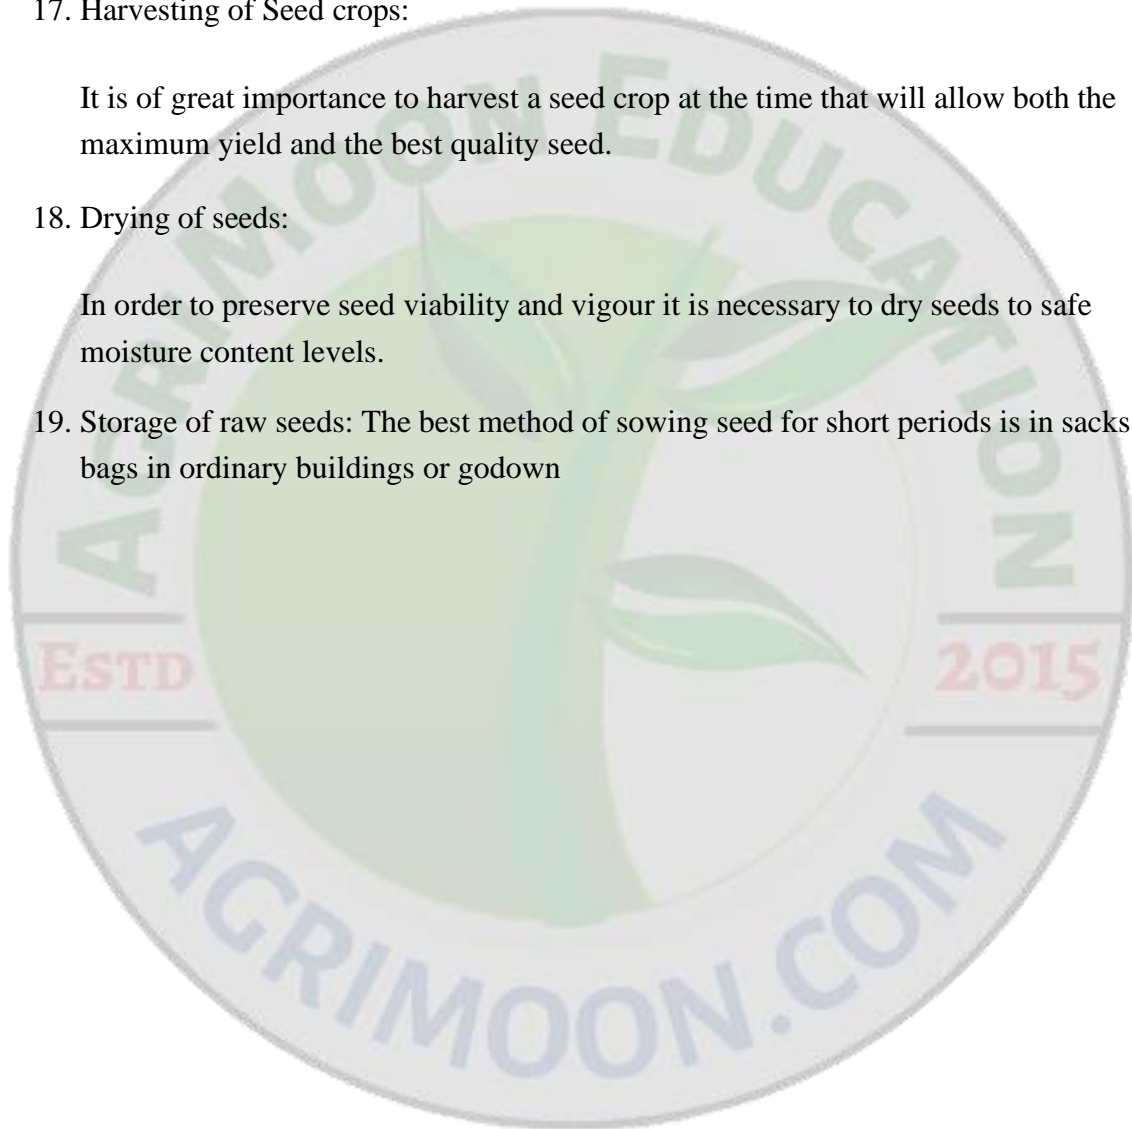 17. Harvesting of Seed crops:
It is of great importance to harvest a seed crop at the time that will allow both the
maximum yield and the best quality seed.
18. Drying of seeds:
In order to preserve seed viability and vigour it is necessary to dry seeds to safe
moisture content levels.
19. Storage of raw seeds: The best method of sowing seed for short periods is in sacks
bags in ordinary buildings or godown
AGRIMOON EDUCATION
ESTD
2015
AGRIMOON.COM